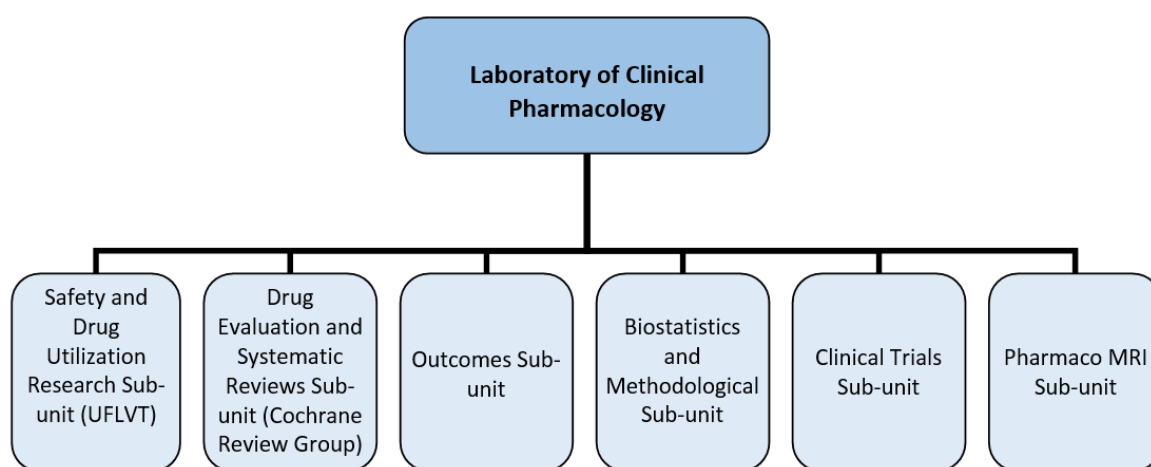 Laboratory of Clinical
Pharmacology
Safety and
Drug
Utilization
Research Sub-
unit (UFLVT)
Drug
Evaluation and
Systematic
Reviews Sub-
unit (Cochrane
Review Group)
Outcomes Sub-
unit
Biostatistics
and
Methodological
Sub-unit
Clinical Trials
Sub-unit
Pharmaco MRI
Sub-unit